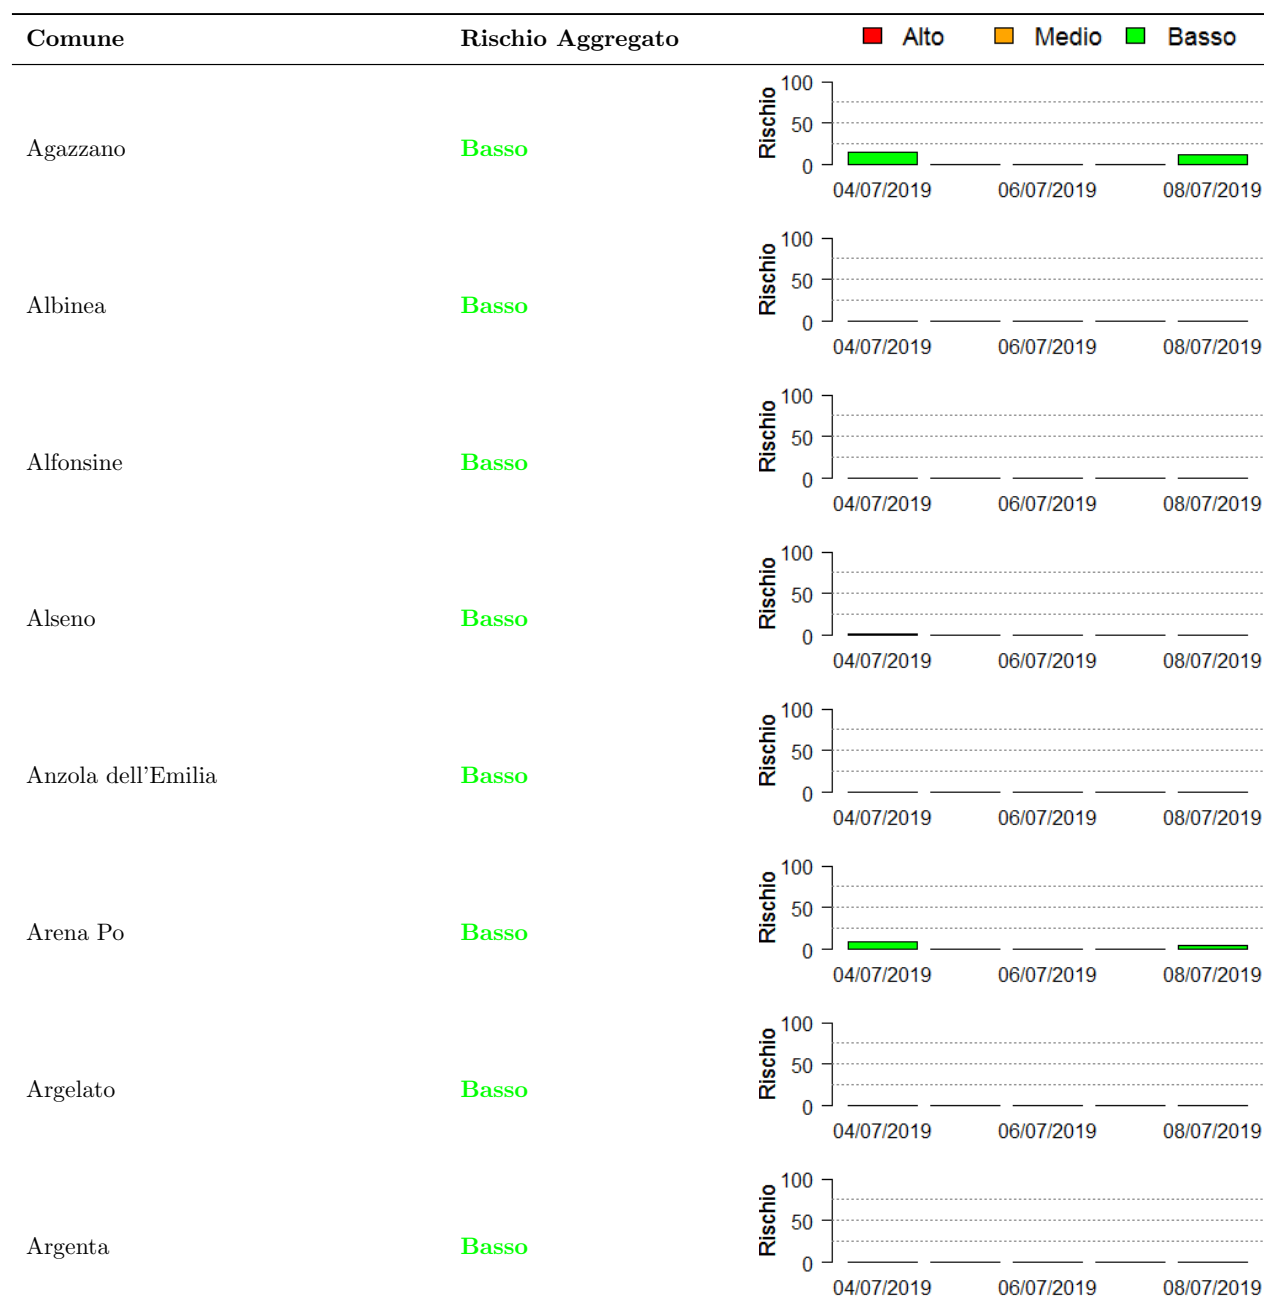 Comune Rischio Aggregato Alto Medio Basso
Agazzano Basso Rischio 100 50 0
04/07/2019 06/07/2019 08/07/2019
Albinea Basso Rischio 100 50 0
04/07/2019 06/07/2019 08/07/2019
Alfonsine Basso Rischio 100 50 0
04/07/2019 06/07/2019 08/07/2019
Alseno Basso Rischio 100 50 0
04/07/2019 06/07/2019 08/07/2019
Anzola dell'Emilia Basso Rischio 100 50 0
04/07/2019 06/07/2019 08/07/2019
Arena Po Basso Rischio 100 50 0
04/07/2019 06/07/2019 08/07/2019
Argelato Basso Rischio 100 50 0
04/07/2019 06/07/2019 08/07/2019
Argenta Basso Rischio 100 50 0
04/07/2019 06/07/2019 08/07/2019